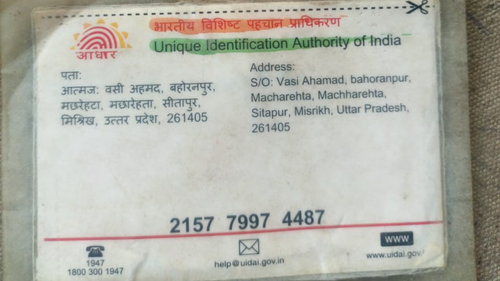 भारतीय विशिष्ट पहचान प्राधिकरण
Unique Identification Authority of India
आधार
पता:
आत्मज: वसी अहमद, बहोरनपुर,
मछरेहटा, मछारेहता, सीतापुर,
मिश्रिख, उत्तर प्रदेश, 261405
Address:
S/O: Vasi Ahamad, bahoranpur,
Macharehta, Machharehta,
Sitapur, Misrikh, Uttar Pradesh,
261405
2157 7997 4487
1947
1800 300 1947
help@uidai.gov.in
www
www.uidai.gov.